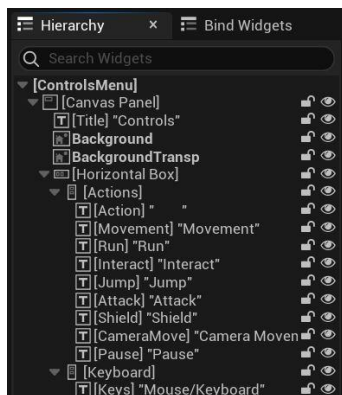 Hierarchy × Bind Widgets
Search Widgets
[ControlsMenu]
[Canvas Panel]
[Title] "Controls"
Background
BackgroundTransp
[Horizontal Box]
[Actions]
[Action] " "
[Movement] "Movement"
[Run] "Run"
[Interact] "Interact"
[Jump] "Jump"
[Attack] "Attack"
[Shield] "Shield"
[CameraMove] "Camera Moven
[Pause] "Pause"
[Keyboard]
[Keys] "Mouse/Keyboard"